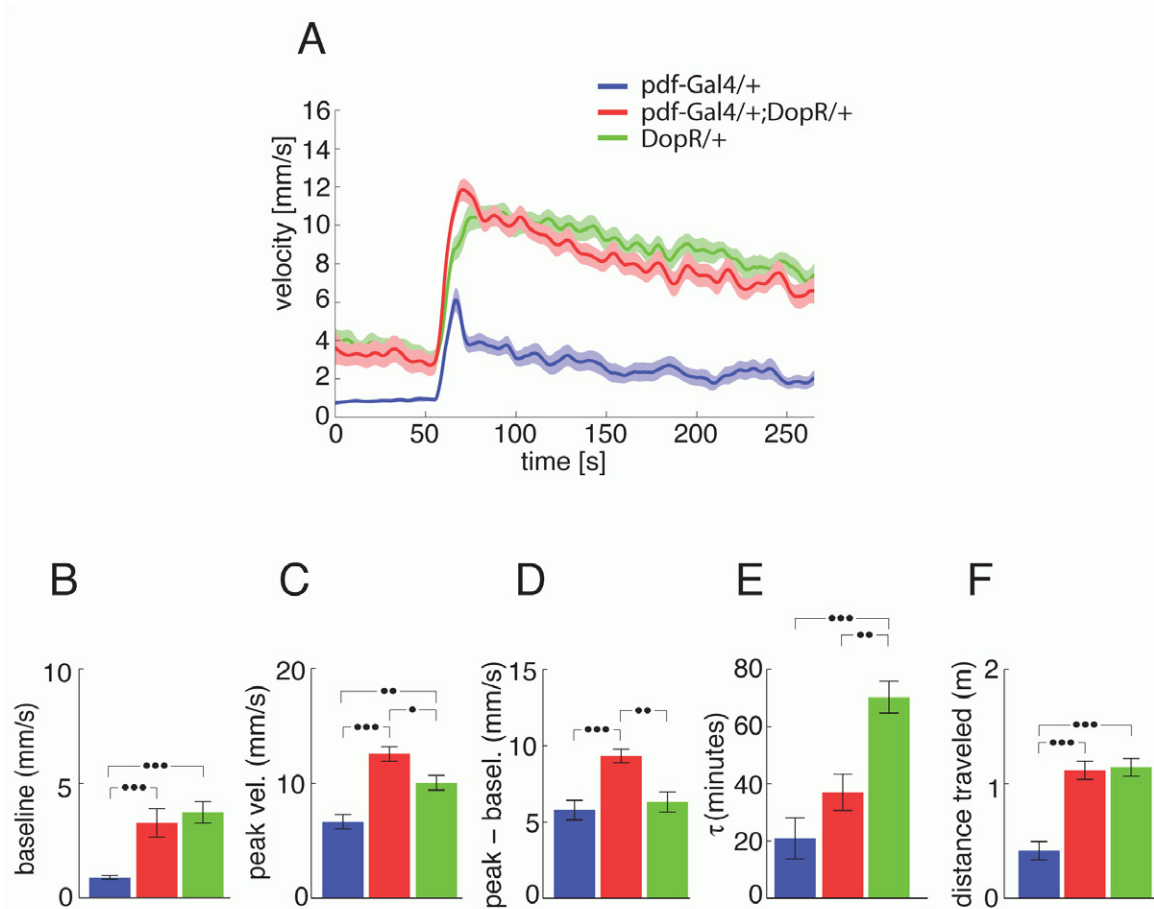 A
pdf-Gal4/+
pdf-Gal4/+;DopR/+
DopR/+
velocity [mm/s]
16
14
12
10
8
6
4
2
0
0 50 100 150 200 250
time [s]
B
baseline (mm/s)
10
5
0
•••
•••
C
peak vel. (mm/s)
20
10
0
••
•••
•
D
peak – basel. (mm/s)
15
10
5
0
•••
••
E
τ (minutes)
80
60
40
20
0
•••
••
F
distance traveled (m)
2
1
0
•••
•••